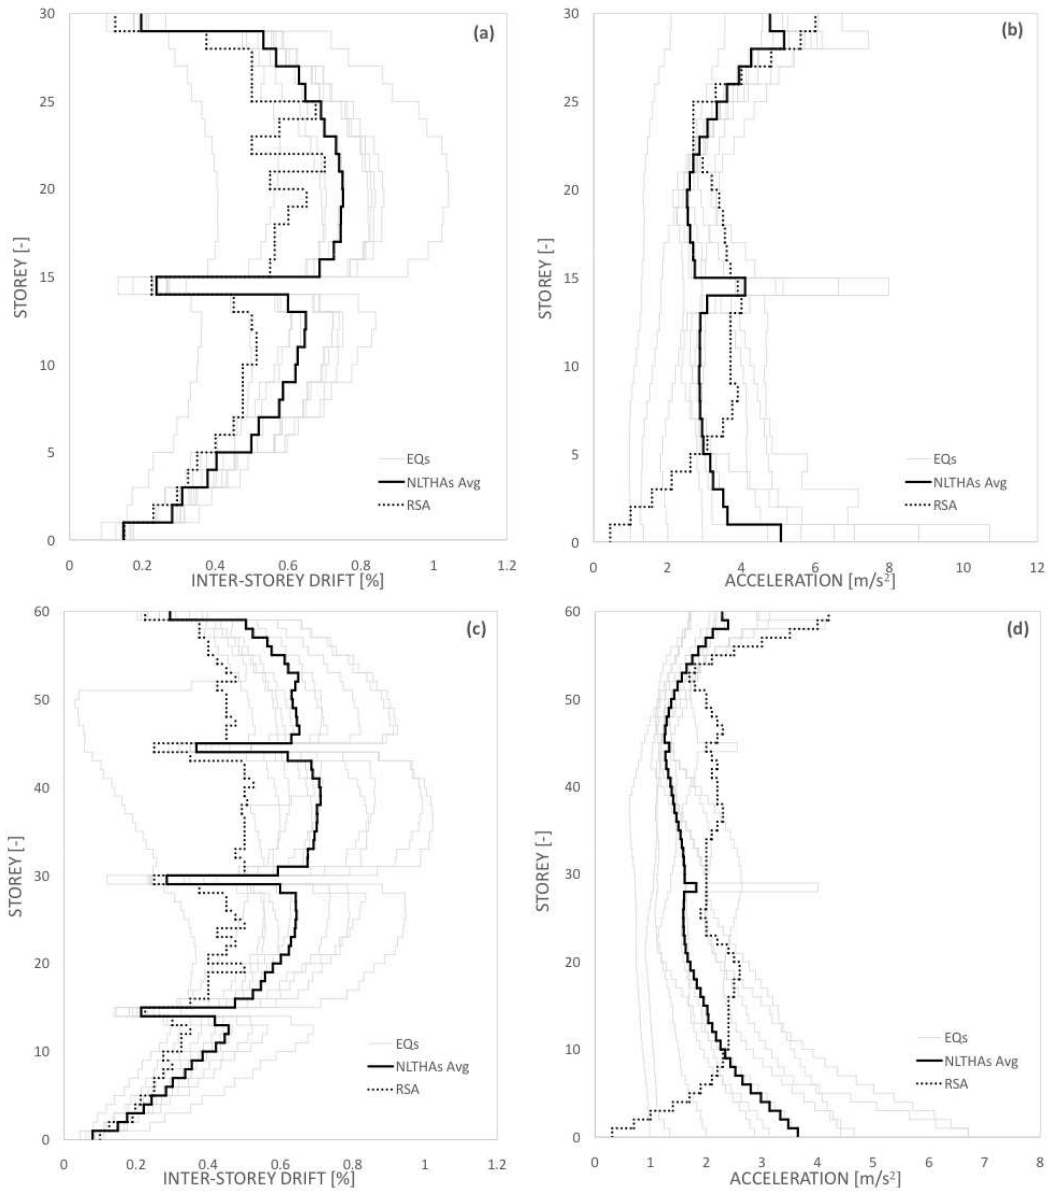 30
25
20
15
10
5
0
STOREY [-]
(a)
EQs
NLTHAs Avg
RSA
0
0.2
0.4
0.6
0.8
1
1.2
INTER-STOREY DRIFT [%]
30
25
20
15
10
5
0
STOREY [-]
(b)
EQs
NLTHAs Avg
RSA
0
2
4
6
8
10
12
ACCELERATION [m/s²]
60
50
40
30
20
10
0
STOREY [-]
(c)
EQs
NLTHAs Avg
RSA
0
0.2
0.4
0.6
0.8
1
1.2
INTER-STOREY DRIFT [%]
60
50
40
30
20
10
0
STOREY [-]
(d)
EQs
NLTHAs Avg
RSA
0
1
2
3
4
5
6
7
8
ACCELERATION [m/s²]